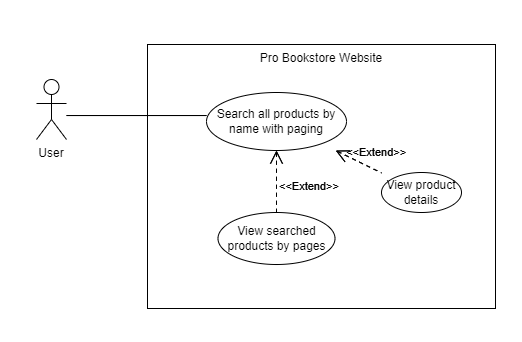 Pro Bookstore Website
Search all products by
name with paging
User
<<Extend>>
<<Extend>>
View product
details
View searched
products by pages